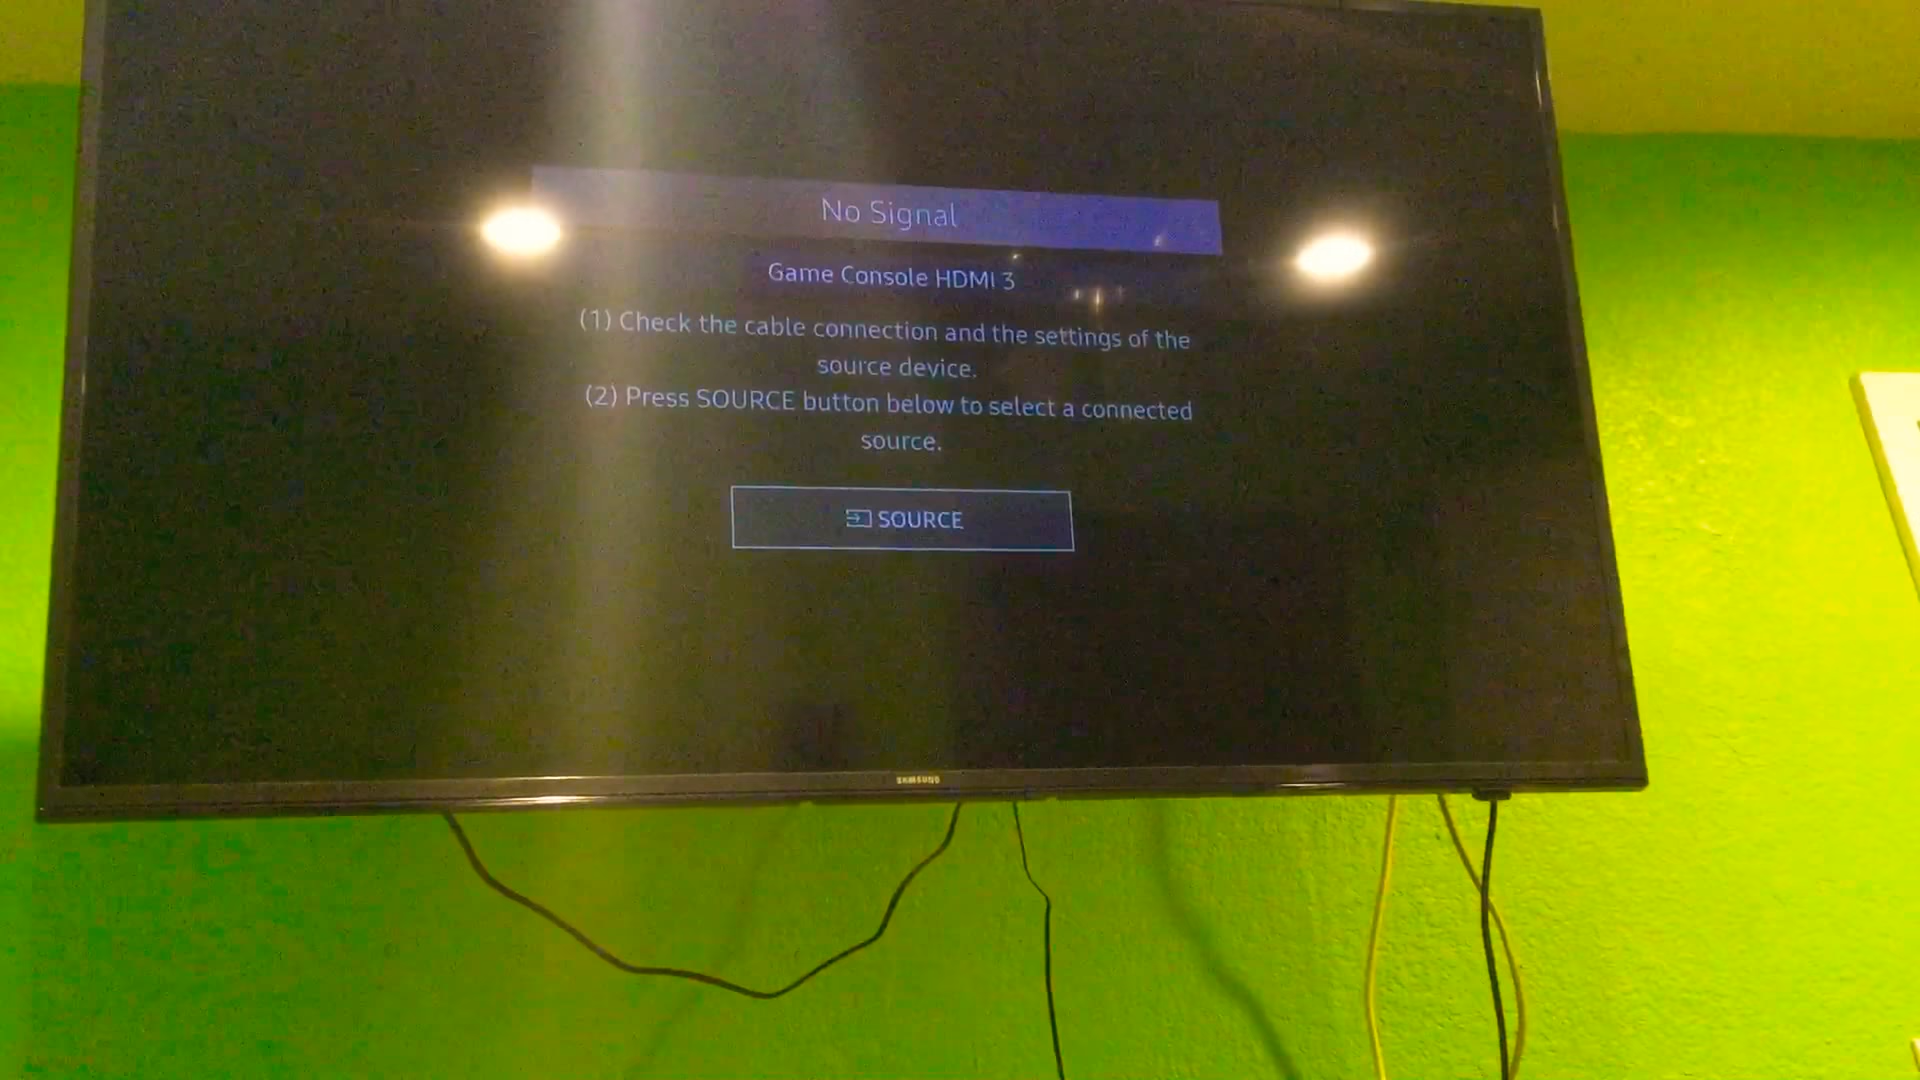 No Signal
Game Console HDMI 3
(1) Check the cable connection and the settings of the
source device.
(2) Press SOURCE button below to select a connected
source.
SOURCE
SAMSUNG